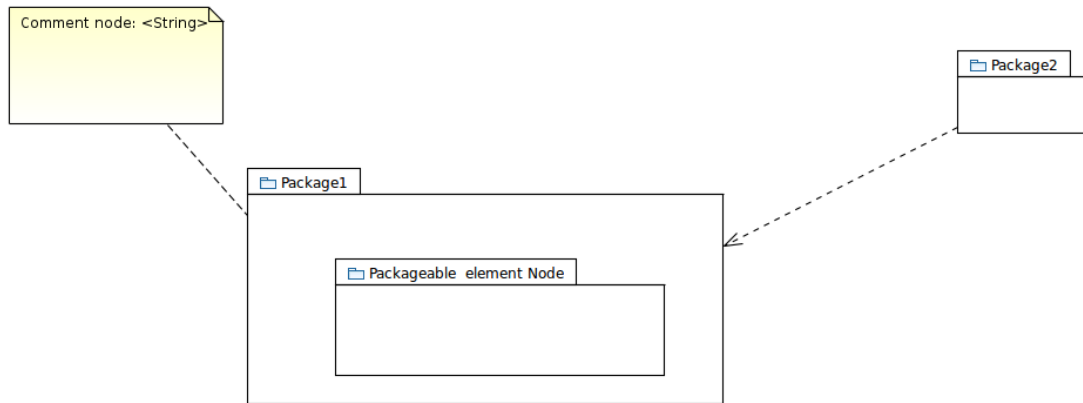 Comment node: <String>
Package2
Package1
Packageable element Node